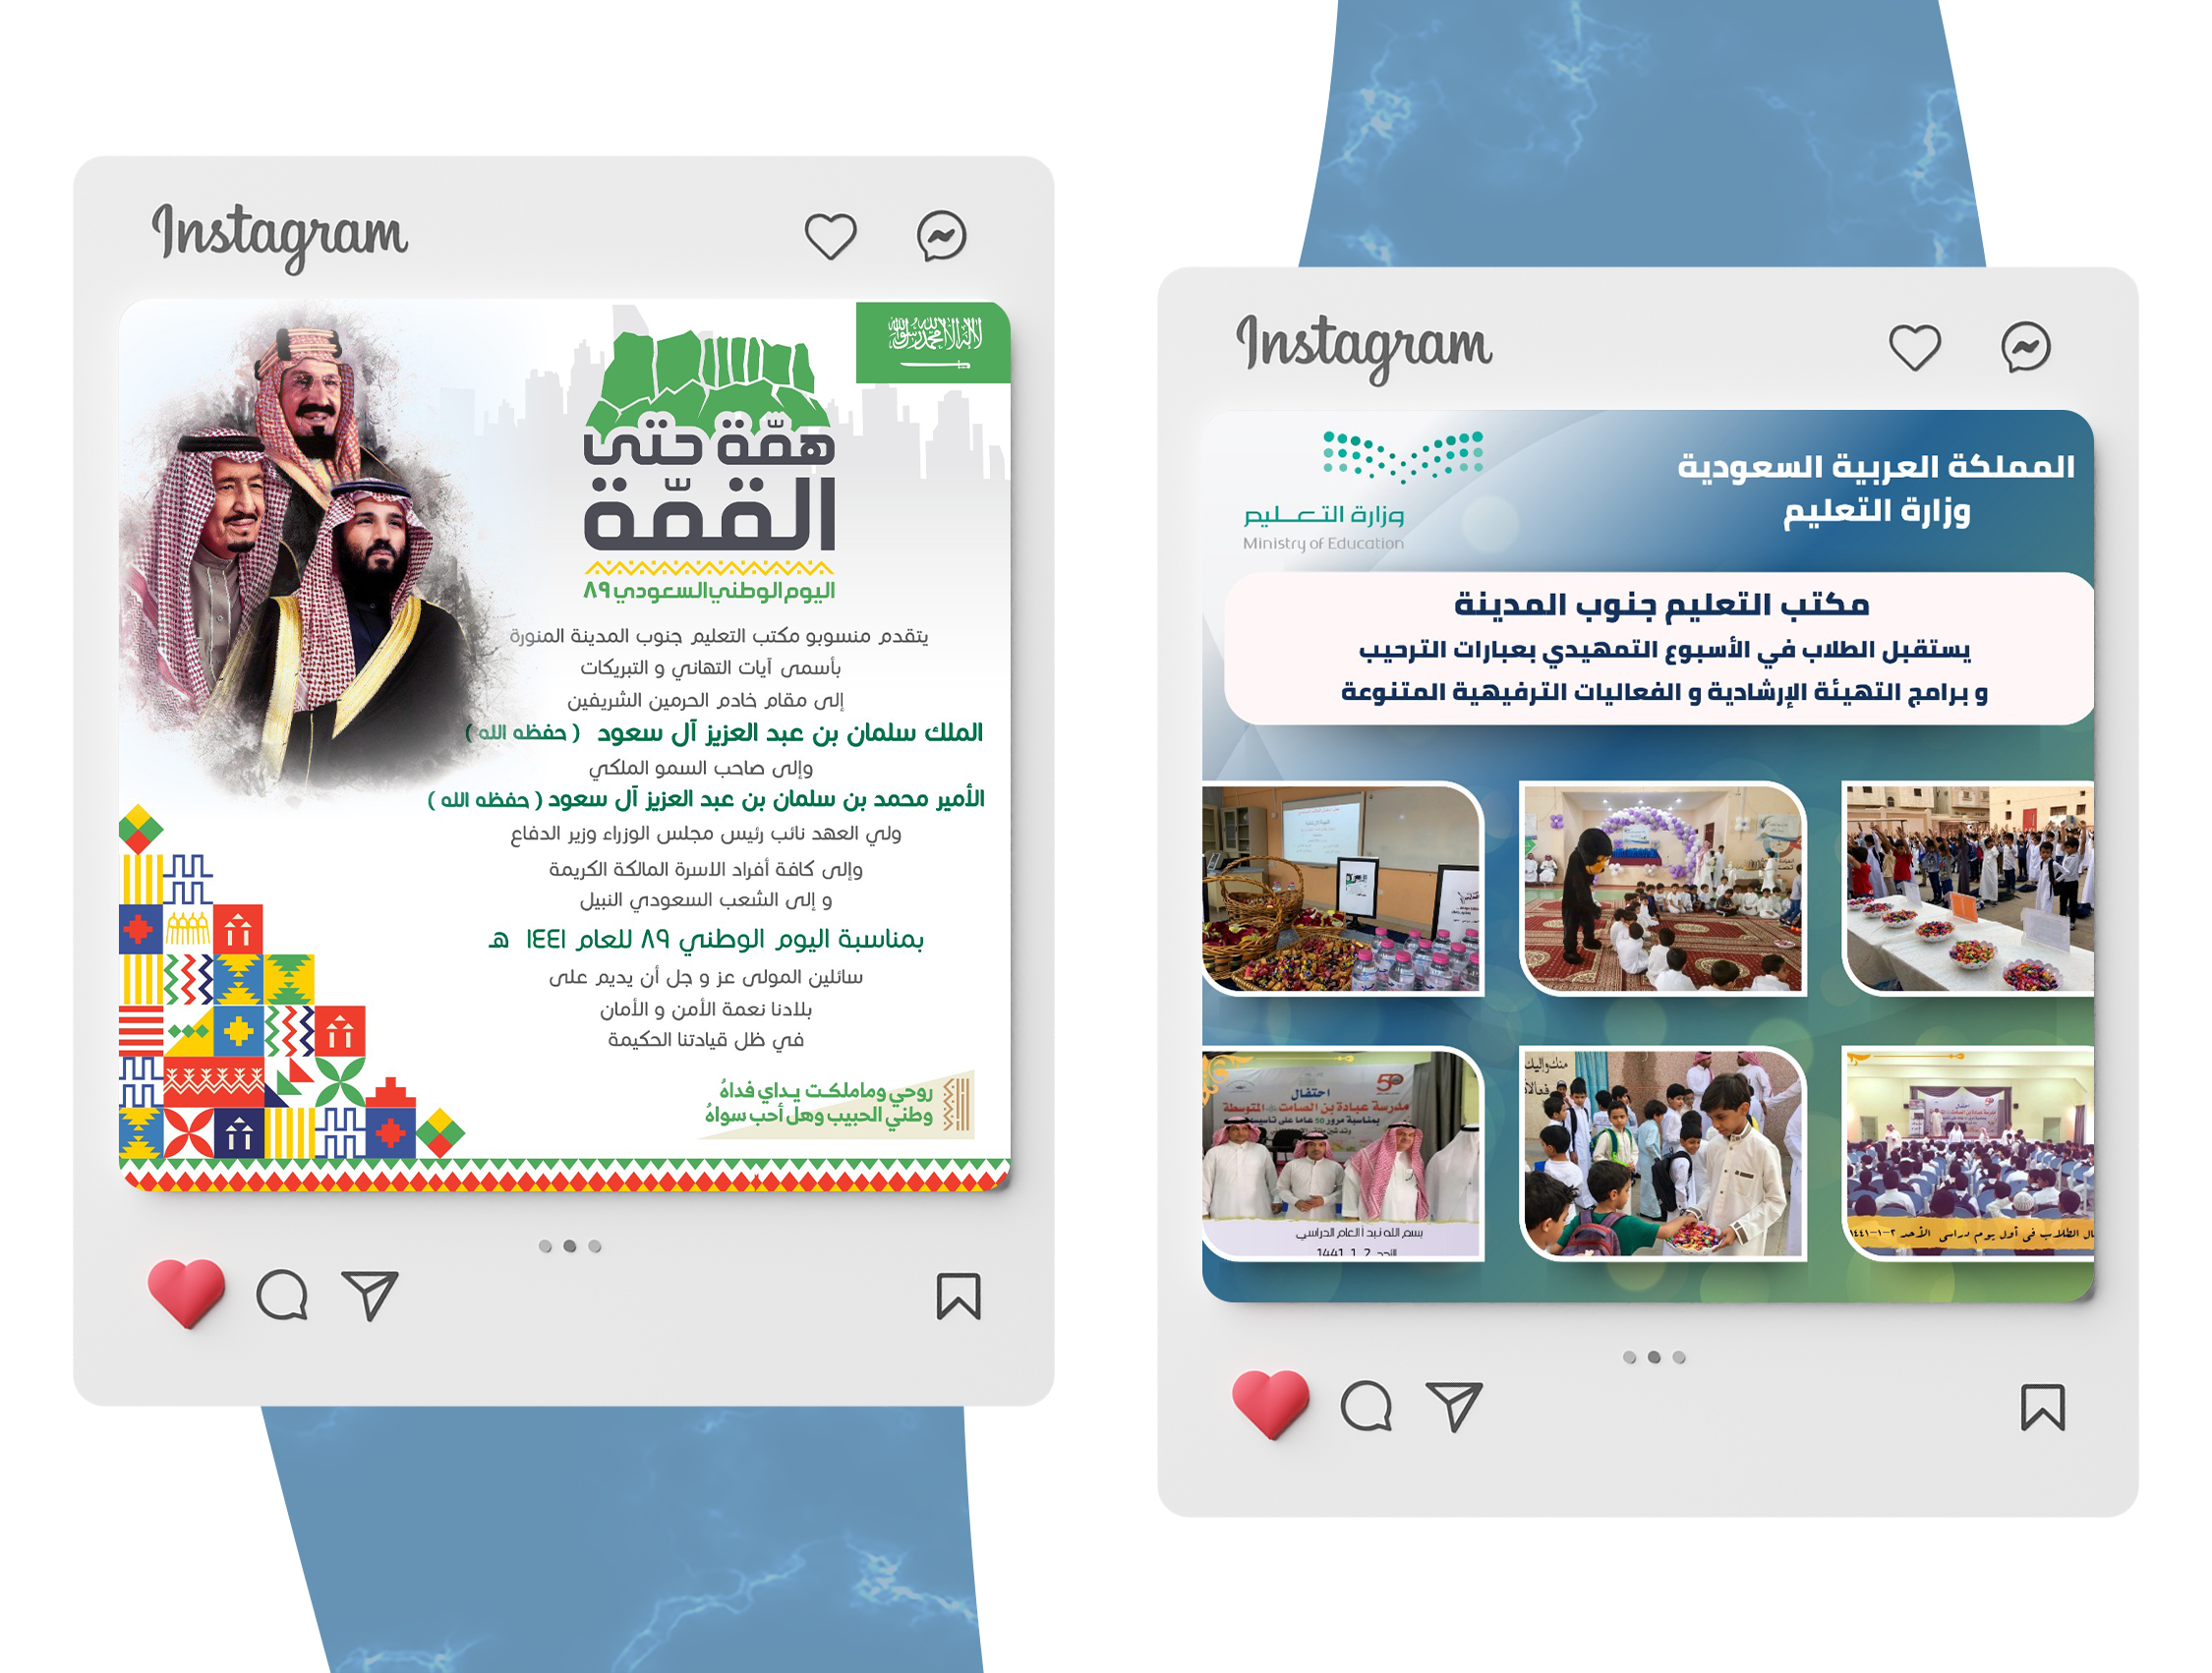 Instagram
لا إله إلا الله محمد رسول الله
همّة حتى
القمّة
اليوم الوطني السعودي ٨٩
يتقدم منسوبو مكتب التعليم جنوب المدينة المنورة
بأسمى آيات التهاني و التبريكات
إلى مقام خادم الحرمين الشريفين
الملك سلمان بن عبد العزيز آل سعود ( حفظه الله )
وإلى صاحب السمو الملكي
الأمير محمد بن سلمان بن عبد العزيز آل سعود ( حفظه الله )
ولي العهد نائب رئيس مجلس الوزراء وزير الدفاع
وإلى كافة أفراد الاسرة المالكة الكريمة
و إلى الشعب السعودي النبيل
بمناسبة اليوم الوطني ٨٩ للعام ١٤٤١ هـ
سائلين المولى عز و جل أن يديم على
بلادنا نعمة الأمن و الأمان
في ظل قيادتنا الحكيمة
روحي وماملكت يداي فداهُ
وطني الحبيب وهل أحب سواهُ
Instagram
المملكة العربية السعودية
وزارة التعليم
وزارة التعليم
Ministry of Education
مكتب التعليم جنوب المدينة
يستقبل الطلاب في الأسبوع التمهيدي بعبارات الترحيب
و برامج التهيئة الإرشادية و الفعاليات الترفيهية المتنوعة
احتفال
50
مدرسة عبادة بن الصامت المتوسطة
بمناسبة مرور 50 عاما على
بسم الله نبدأ العام الدراسي
الأحد 2_1_1441
منك وإليك
احتفال
الطلاب في أول يوم دراسي الأحد ٢-١-١٤٤١